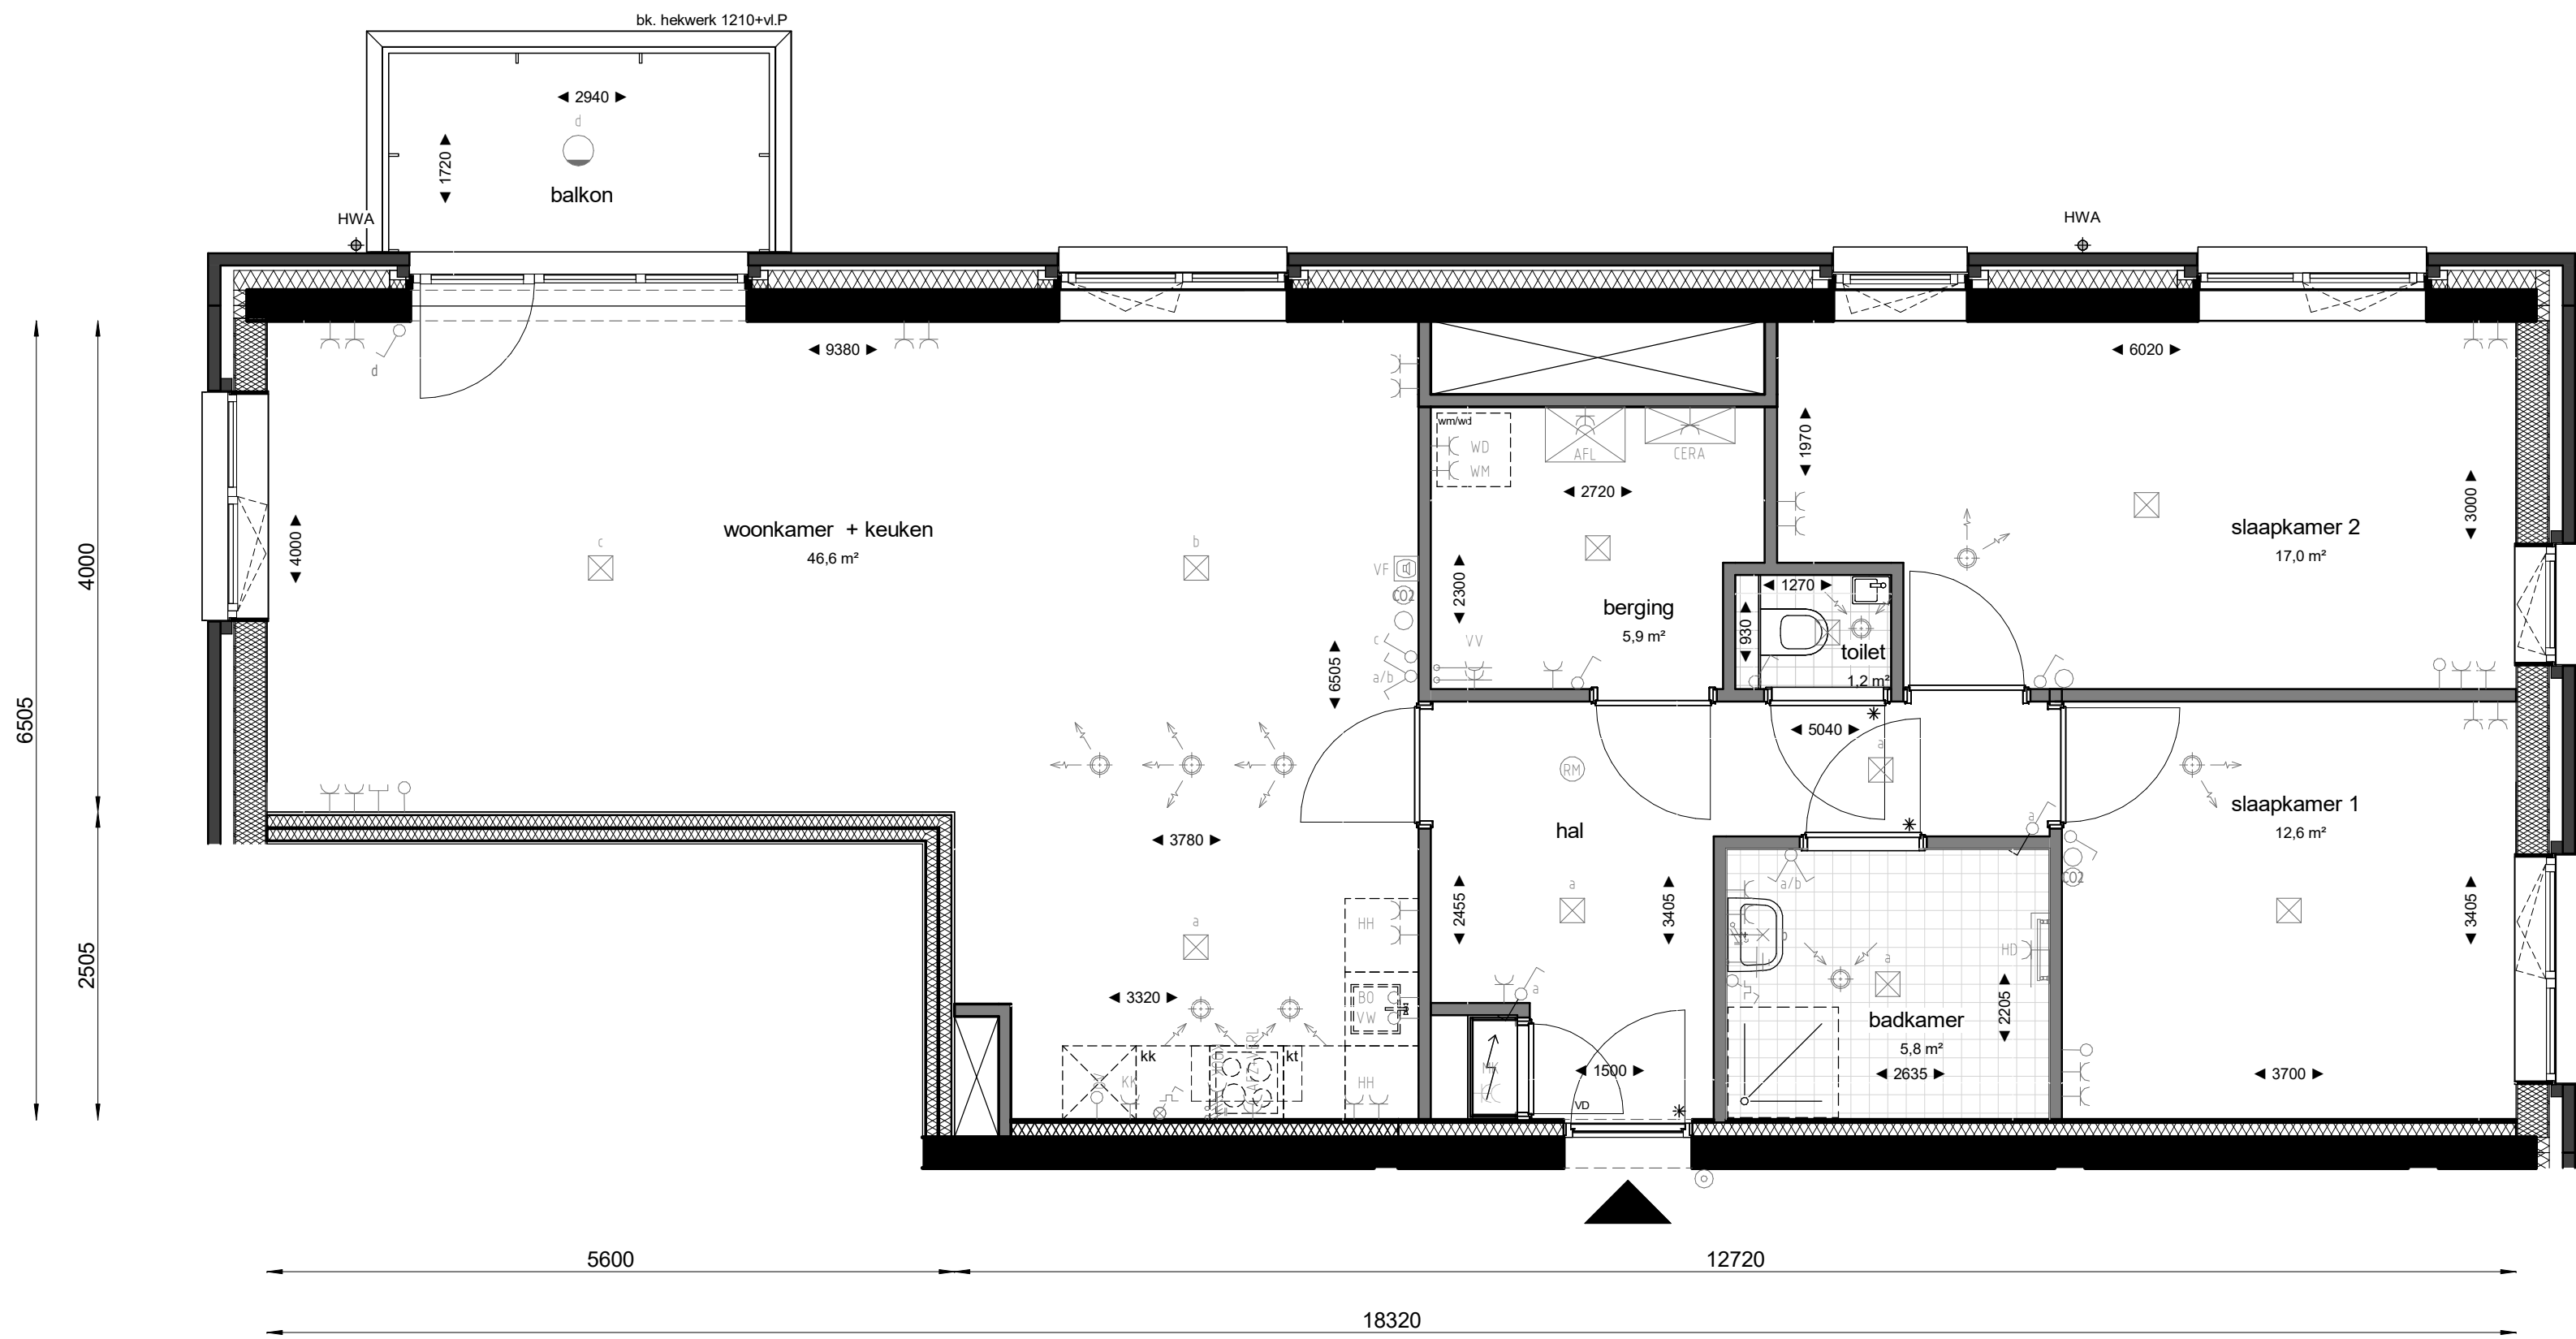 bk. hekwerk 1210+vl.P
◄ 2940 ►
d
◄ 1720 ►
balkon
HWA
HWA
d
◄ 9380 ►
◄ 6020 ►
wm/wd
WD
WM
AFL
CERA
◄ 2720 ►
◄ 1970 ►
◄ 3000 ►
◄ 4000 ►
4000
c
woonkamer + keuken
46,6 m²
b
VF
CO2
c
a/b
◄ 2300 ►
berging
5,9 m²
VV
◄ 1270 ►
◄ 930 ►
toilet
1,2 m²
slaapkamer 2
17,0 m²
◄ 6505 ►
6505
◄ 5040 ►
a
RM
hal
◄ 3780 ►
slaapkamer 1
12,6 m²
a
CO2
a/b
2505
a
HH
◄ 2455 ►
a
◄ 3405 ►
◄ 3405 ►
HD
a
◄ 3320 ►
BO
VW
a
◄ 2205 ►
badkamer
5,8 m²
◄ 2635 ►
kk
KK
kt
HH
MK
◄ 1500 ►
VD
◄ 3700 ►
5600
12720
18320